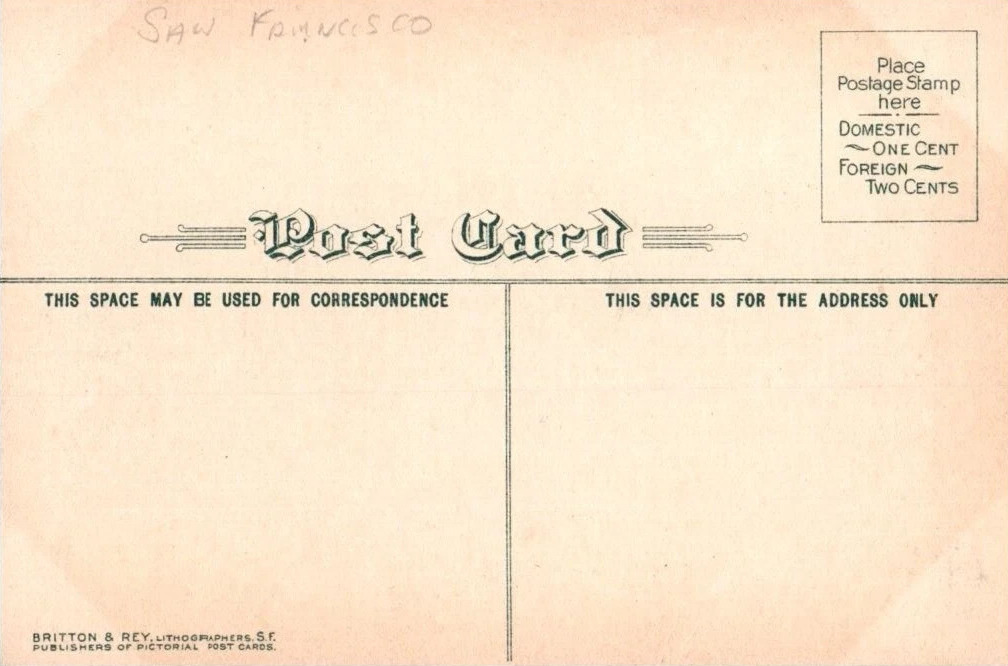 SAN FRANCISCO
Place
Postage Stamp
here
DOMESTIC
ONE CENT
FOREIGN
TWO CENTS
Post Card
THIS SPACE MAY BE USED FOR CORRESPONDENCE
THIS SPACE IS FOR THE ADDRESS ONLY
BRITTON & REY, LITHOGRAPHERS, S.F.
PUBLISHERS OF PICTORIAL POST CARDS.